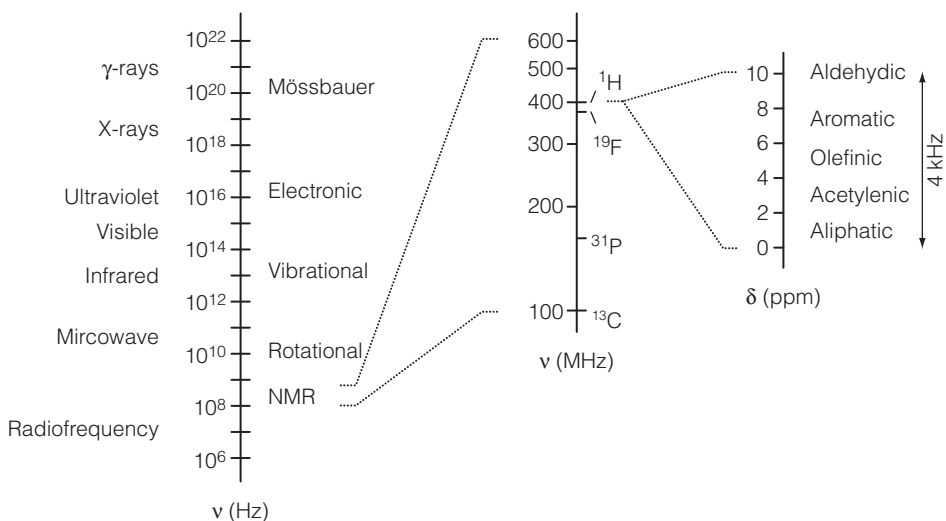 γ-rays
X-rays
Ultraviolet
Visible
Infrared
Mircowave
Radiofrequency
10²²
10²⁰
10¹⁸
10¹⁶
10¹⁴
10¹²
10¹⁰
10⁸
10⁶
ν (Hz)
Mössbauer
Electronic
Vibrational
Rotational
NMR
600
500
400
300
200
100
ν (MHz)
¹H
¹⁹F
³¹P
¹³C
10
8
6
4
2
0
δ (ppm)
Aldehydic
Aromatic
Olefinic
Acetylenic
Aliphatic
4 kHz